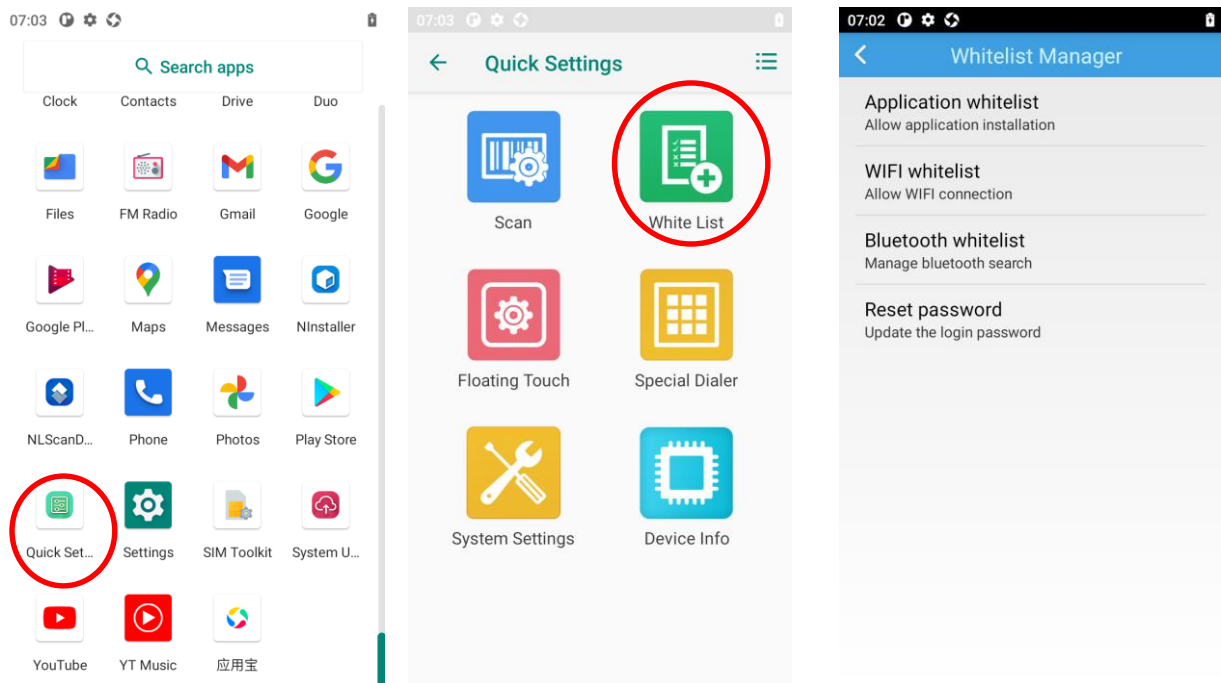 07:03
Search apps
Clock Contacts Drive Duo
Files FM Radio Gmail Google
Google Pl... Maps Messages NInstaller
NLScanD... Phone Photos Play Store
Quick Set... Settings SIM Toolkit System U...
YouTube YT Music 应用宝
07:03
Quick Settings
Scan White List
Floating Touch Special Dialer
System Settings Device Info
07:02
Whitelist Manager
Application whitelist
Allow application installation
WIFI whitelist
Allow WIFI connection
Bluetooth whitelist
Manage bluetooth search
Reset password
Update the login password